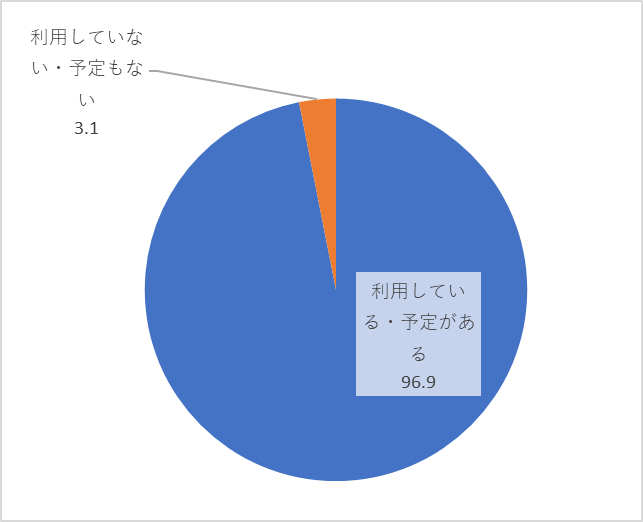 利用していな
い・予定もな
い
3.1
利用してい
る・予定があ
る
96.9